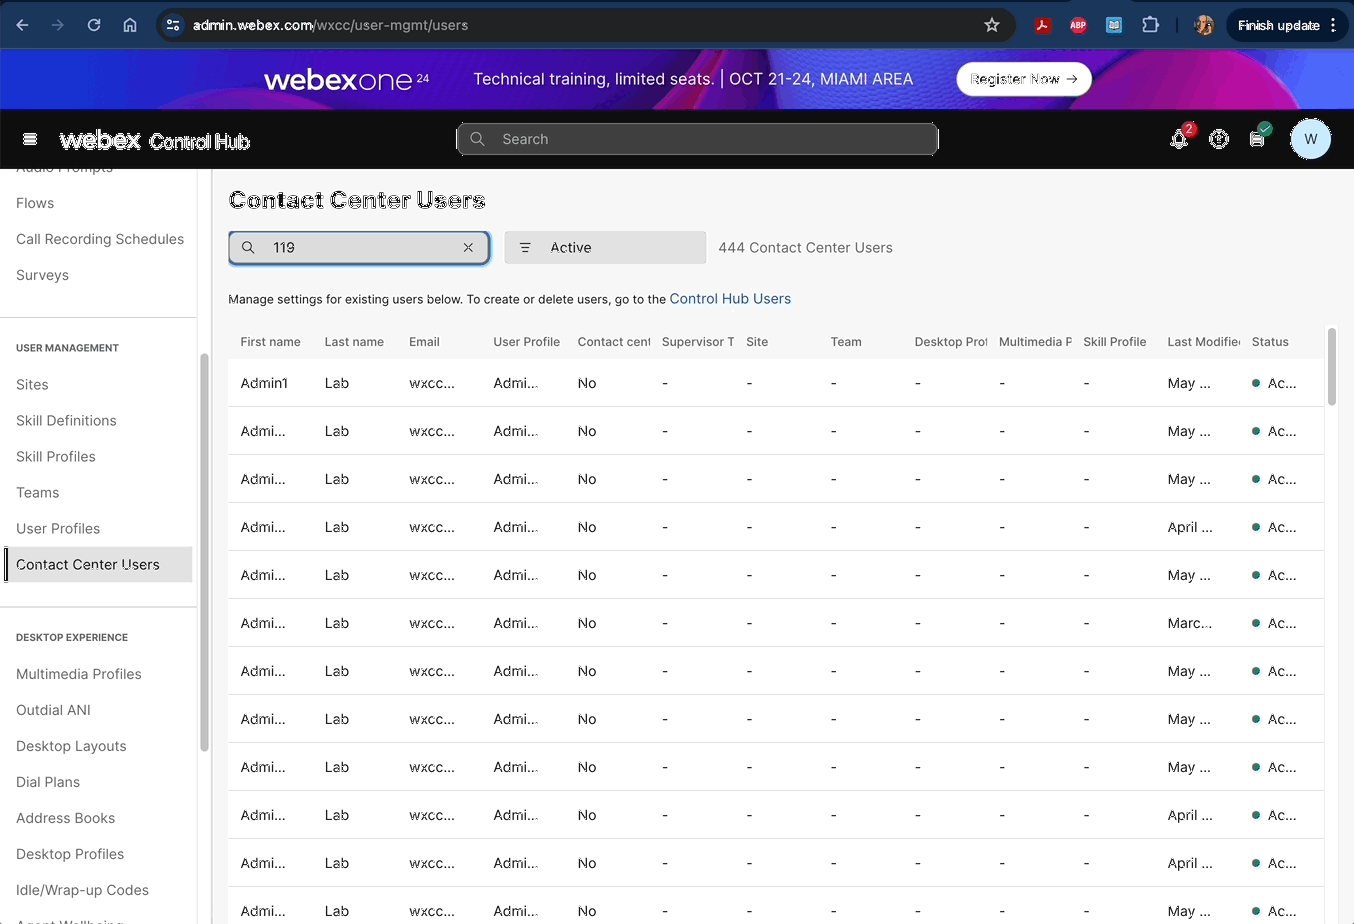 admin.webex.com/wxcc/user-mgmt/users
ABP
Finish update
webexone 24
Technical training, limited seats. | OCT 21-24, MIAMI AREA
Register Now →
webex Control Hub
Search
2
W
Audio Prompts
Flows
Call Recording Schedules
Surveys
USER MANAGEMENT
Sites
Skill Definitions
Skill Profiles
Teams
User Profiles
Contact Center Users
DESKTOP EXPERIENCE
Multimedia Profiles
Outdial ANI
Desktop Layouts
Dial Plans
Address Books
Desktop Profiles
Idle/Wrap-up Codes
Agent Wellbeing
Contact Center Users
119
Active
444 Contact Center Users
Manage settings for existing users below. To create or delete users, go to the Control Hub Users
First name Last name Email User Profile Contact cent Supervisor T Site Team Desktop Prof Multimedia P Skill Profile Last Modifie Status
Admin1 Lab wxcc... Admi... No - - - - - - May ... Ac...
Admi... Lab wxcc... Admi... No - - - - - - May ... Ac...
Admi... Lab wxcc... Admi... No - - - - - - May ... Ac...
Admi... Lab wxcc... Admi... No - - - - - - April ... Ac...
Admi... Lab wxcc... Admi... No - - - - - - May ... Ac...
Admi... Lab wxcc... Admi... No - - - - - - Marc... Ac...
Admi... Lab wxcc... Admi... No - - - - - - May ... Ac...
Admi... Lab wxcc... Admi... No - - - - - - May ... Ac...
Admi... Lab wxcc... Admi... No - - - - - - May ... Ac...
Admi... Lab wxcc... Admi... No - - - - - - April ... Ac...
Admi... Lab wxcc... Admi... No - - - - - - April ... Ac...
Admi... Lab wxcc... Admi... No - - - - - - May ... Ac...